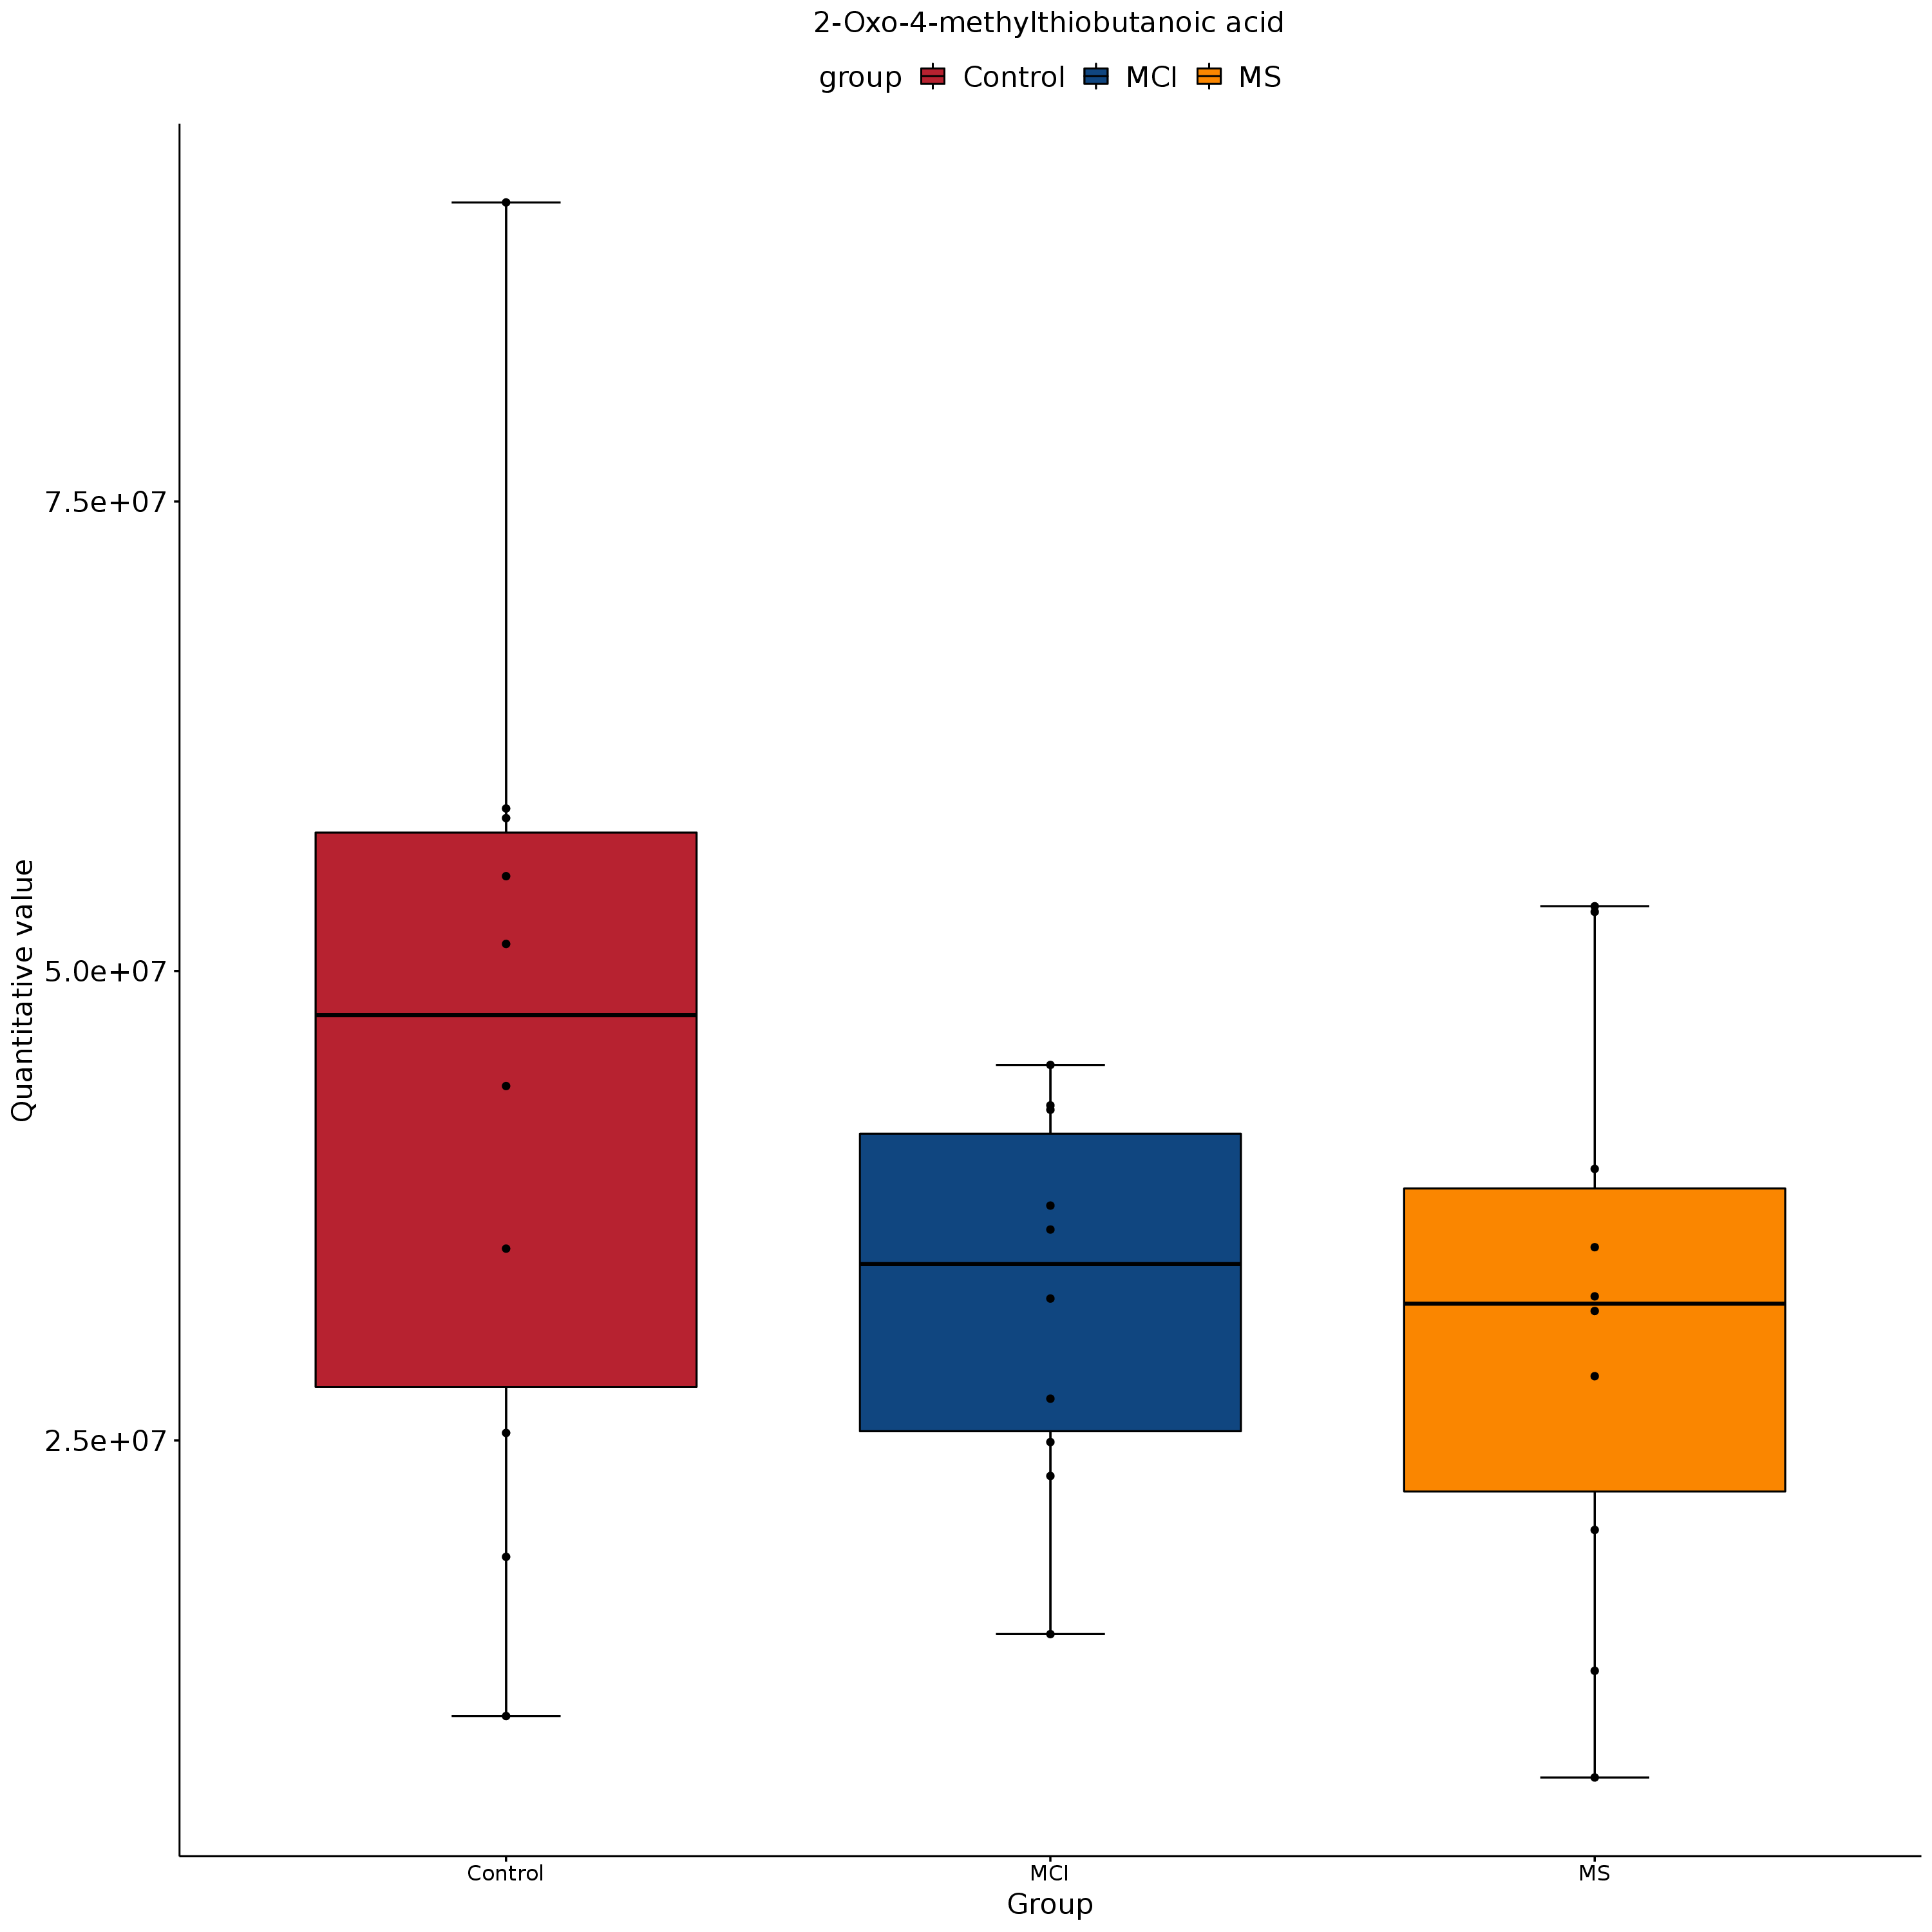 2-Oxo-4-methylthiobutanoic acid
group Control MCI MS
Quantitative value
7.5e+07
5.0e+07
2.5e+07
Control MCI MS
Group